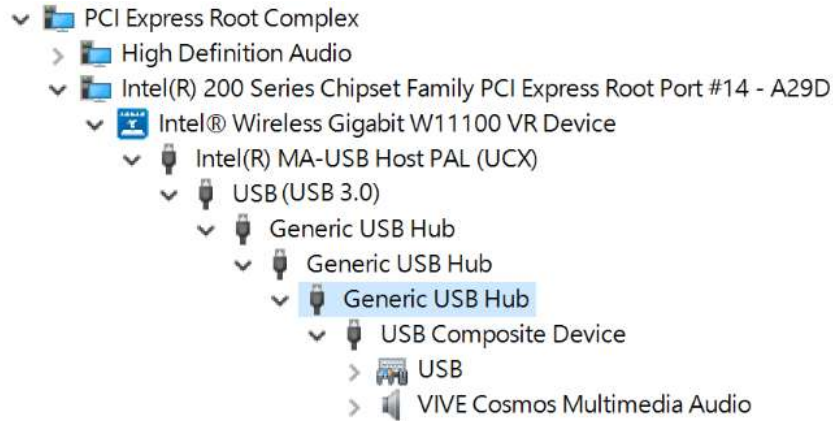 PCI Express Root Complex
High Definition Audio
Intel(R) 200 Series Chipset Family PCI Express Root Port #14 - A29D
Intel® Wireless Gigabit W11100 VR Device
Intel(R) MA-USB Host PAL (UCX)
USB (USB 3.0)
Generic USB Hub
Generic USB Hub
Generic USB Hub
USB Composite Device
USB
VIVE Cosmos Multimedia Audio